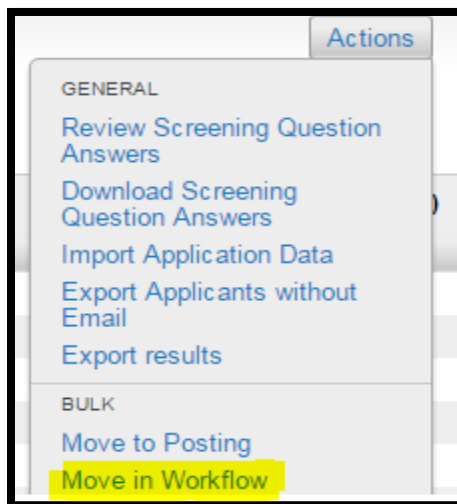 Actions
GENERAL
Review Screening Question
Answers
Download Screening
Question Answers
)
Import Application Data
Export Applicants without
Email
Export results
BULK
Move to Posting
Move in Workflow